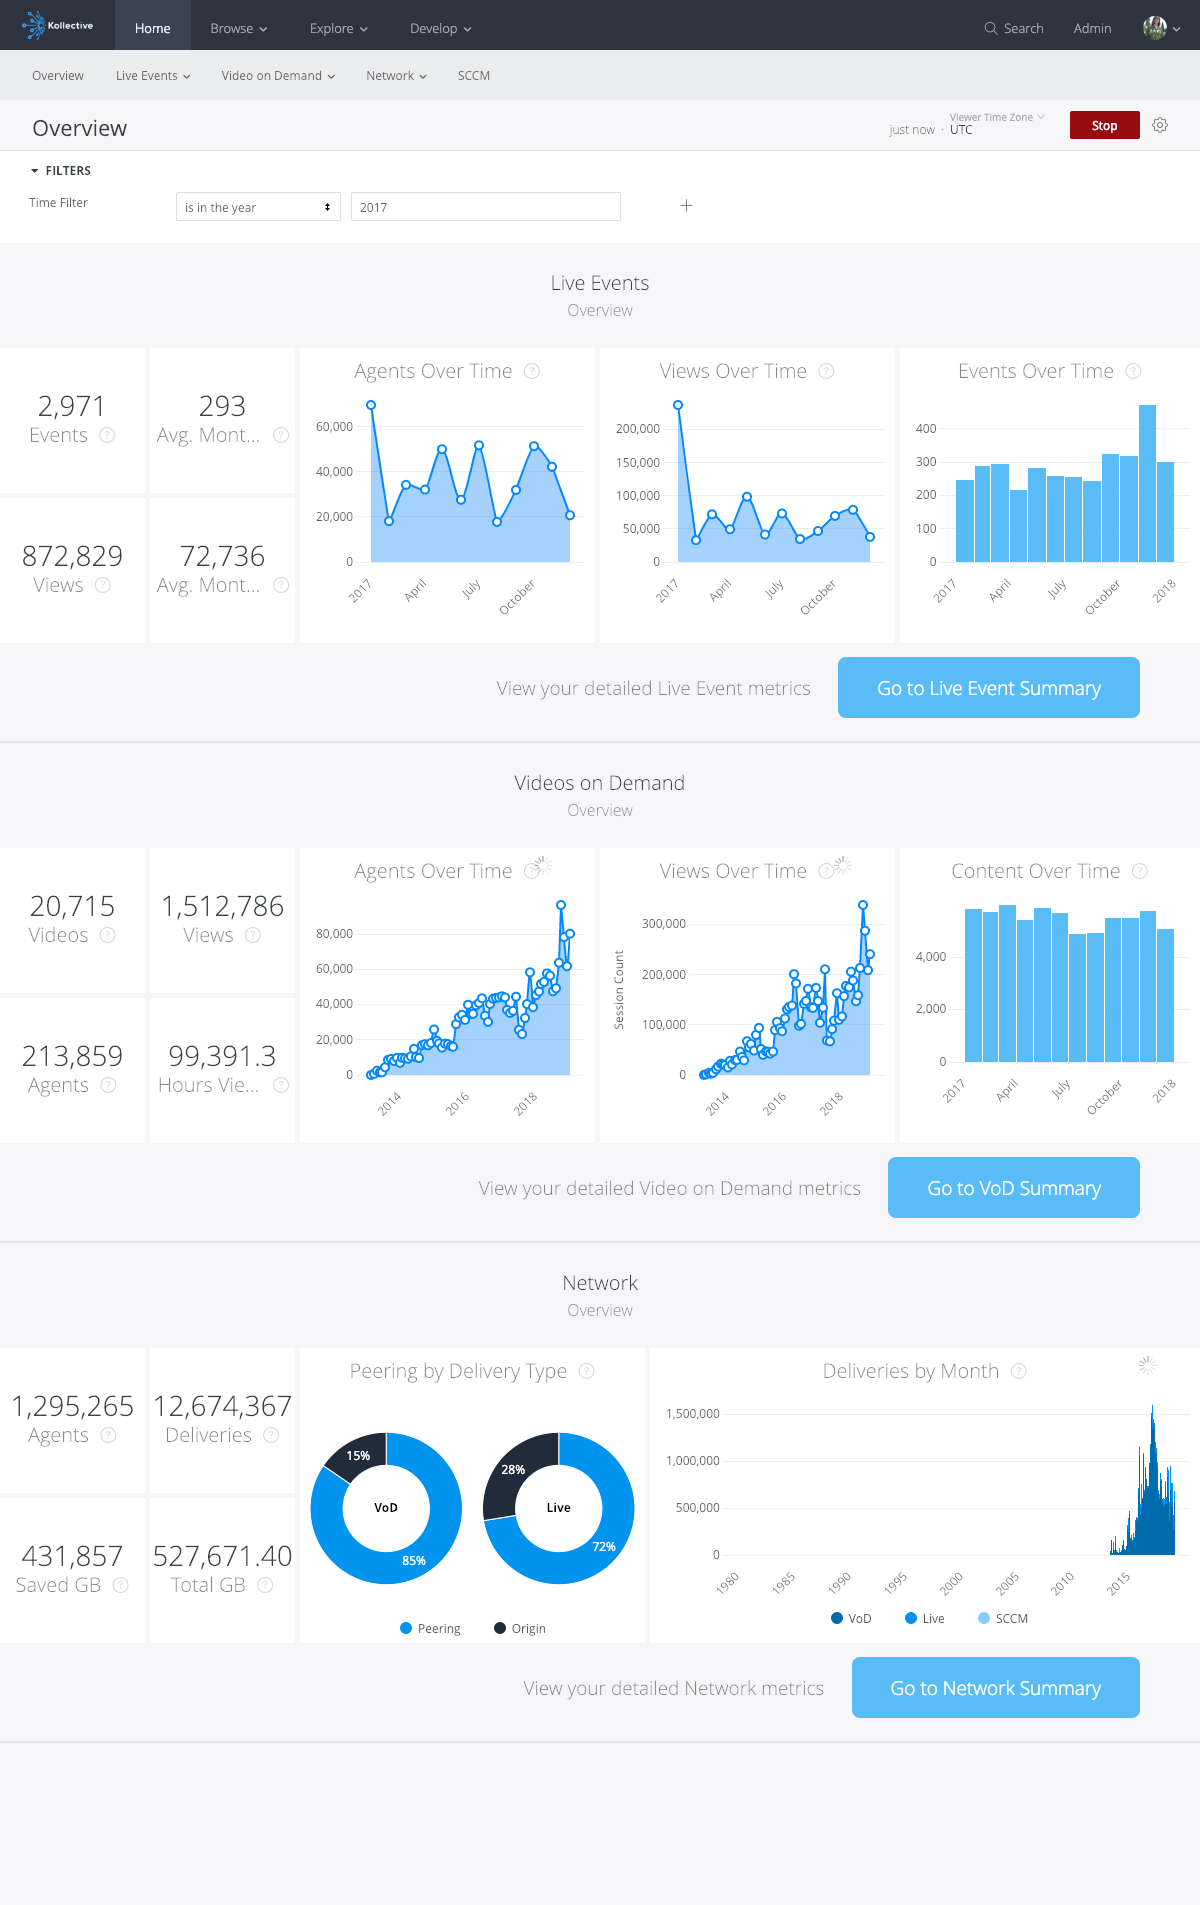 Kollective
Home
Browse
Explore
Develop
Search
Admin
Overview
Live Events
Video on Demand
Network
SCCM
Overview
just now · Viewer Time Zone
UTC
Stop
FILTERS
Time Filter
is in the year
2017
Live Events
Overview
2,971
Events ?
293
Avg. Mont... ?
872,829
Views ?
72,736
Avg. Mont... ?
Agents Over Time ?
60,000
40,000
20,000
0
2017
April
July
October
Views Over Time ?
200,000
150,000
100,000
50,000
0
2017
April
July
October
Events Over Time ?
400
300
200
100
0
2017
April
July
October
2018
View your detailed Live Event metrics
Go to Live Event Summary
Videos on Demand
Overview
20,715
Videos ?
1,512,786
Views ?
213,859
Agents ?
99,391.3
Hours Vie... ?
Agents Over Time ?
80,000
60,000
40,000
20,000
0
2014
2016
2018
Views Over Time ?
Session Count
300,000
200,000
100,000
0
2014
2016
2018
Content Over Time ?
4,000
2,000
0
2017
April
July
October
2018
View your detailed Video on Demand metrics
Go to VoD Summary
Network
Overview
1,295,265
Agents ?
12,674,367
Deliveries ?
431,857
Saved GB ?
527,671.40
Total GB ?
Peering by Delivery Type ?
15%
VoD
85%
28%
Live
72%
Peering
Origin
Deliveries by Month ?
1,500,000
1,000,000
500,000
0
1980
1985
1990
1995
2000
2005
2010
2015
VoD
Live
SCCM
View your detailed Network metrics
Go to Network Summary